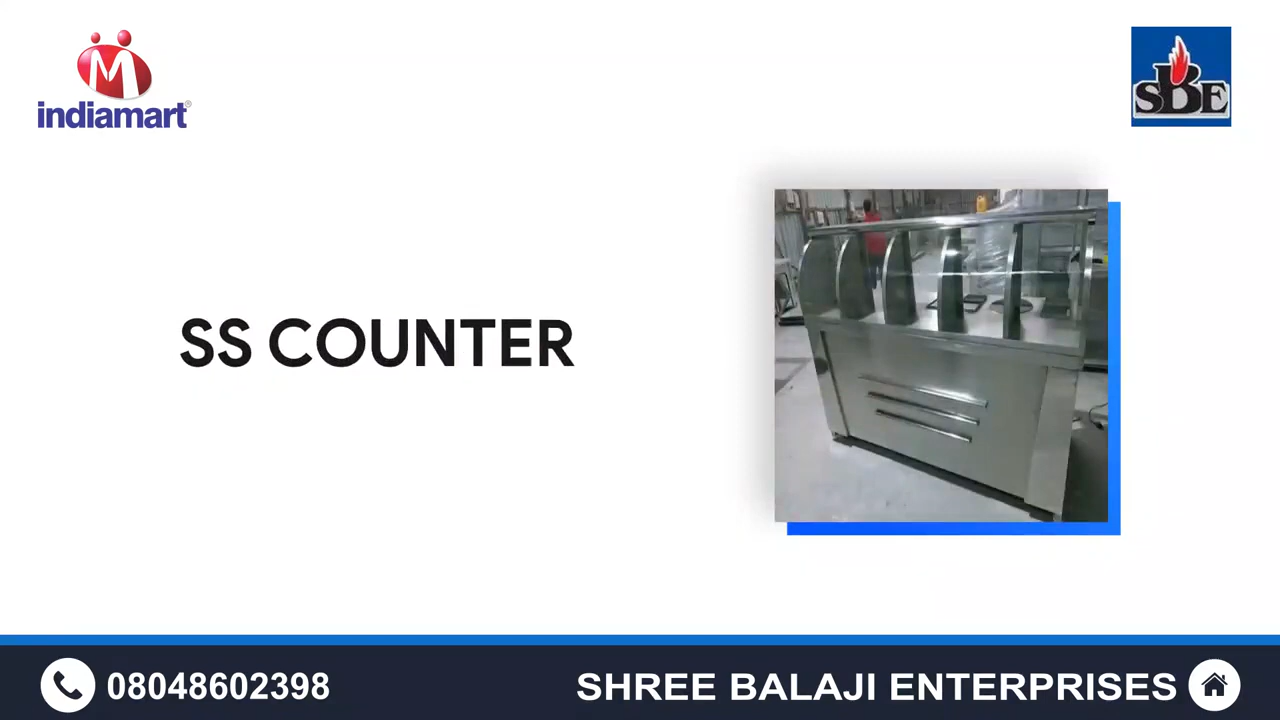 indiamart®
SBE
SS COUNTER
08048602398
SHREE BALAJI ENTERPRISES